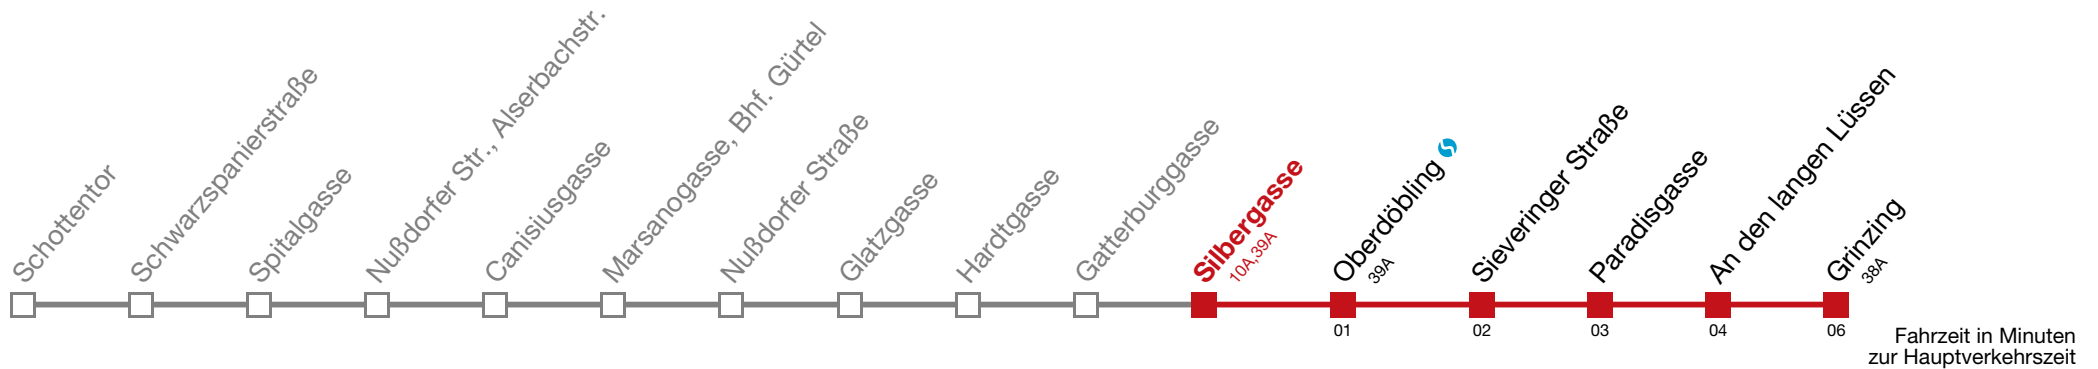 Schottentor
Schwarzspanierstraße
Spitalgasse
Nußdorfer Str., Alserbachstr.
Canisiusgasse
Marsanogasse, Bhf. Gürtel
Nußdorfer Straße
Glatzgasse
Hardtgasse
Gatterburggasse
Silbergasse
10A,39A
Oberdöbling
39A
Sieveringer Straße
Paradisgasse
An den langen Lüssen
Grinzing
38A
01
02
03
04
06
Fahrzeit in Minuten
zur Hauptverkehrszeit